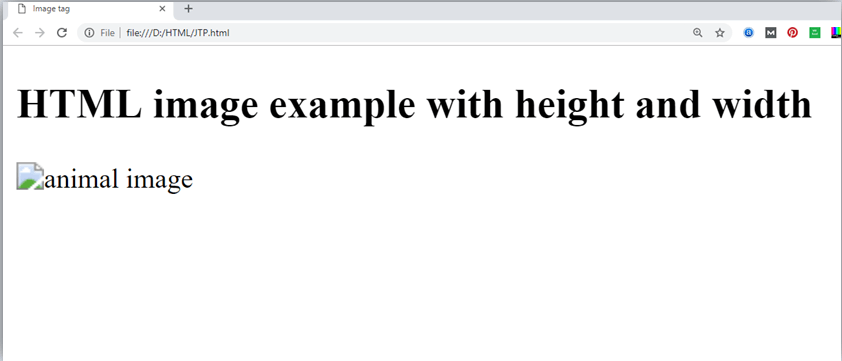 Image tag
File file:///D:/HTML/JTP.html
HTML image example with height and width
animal image